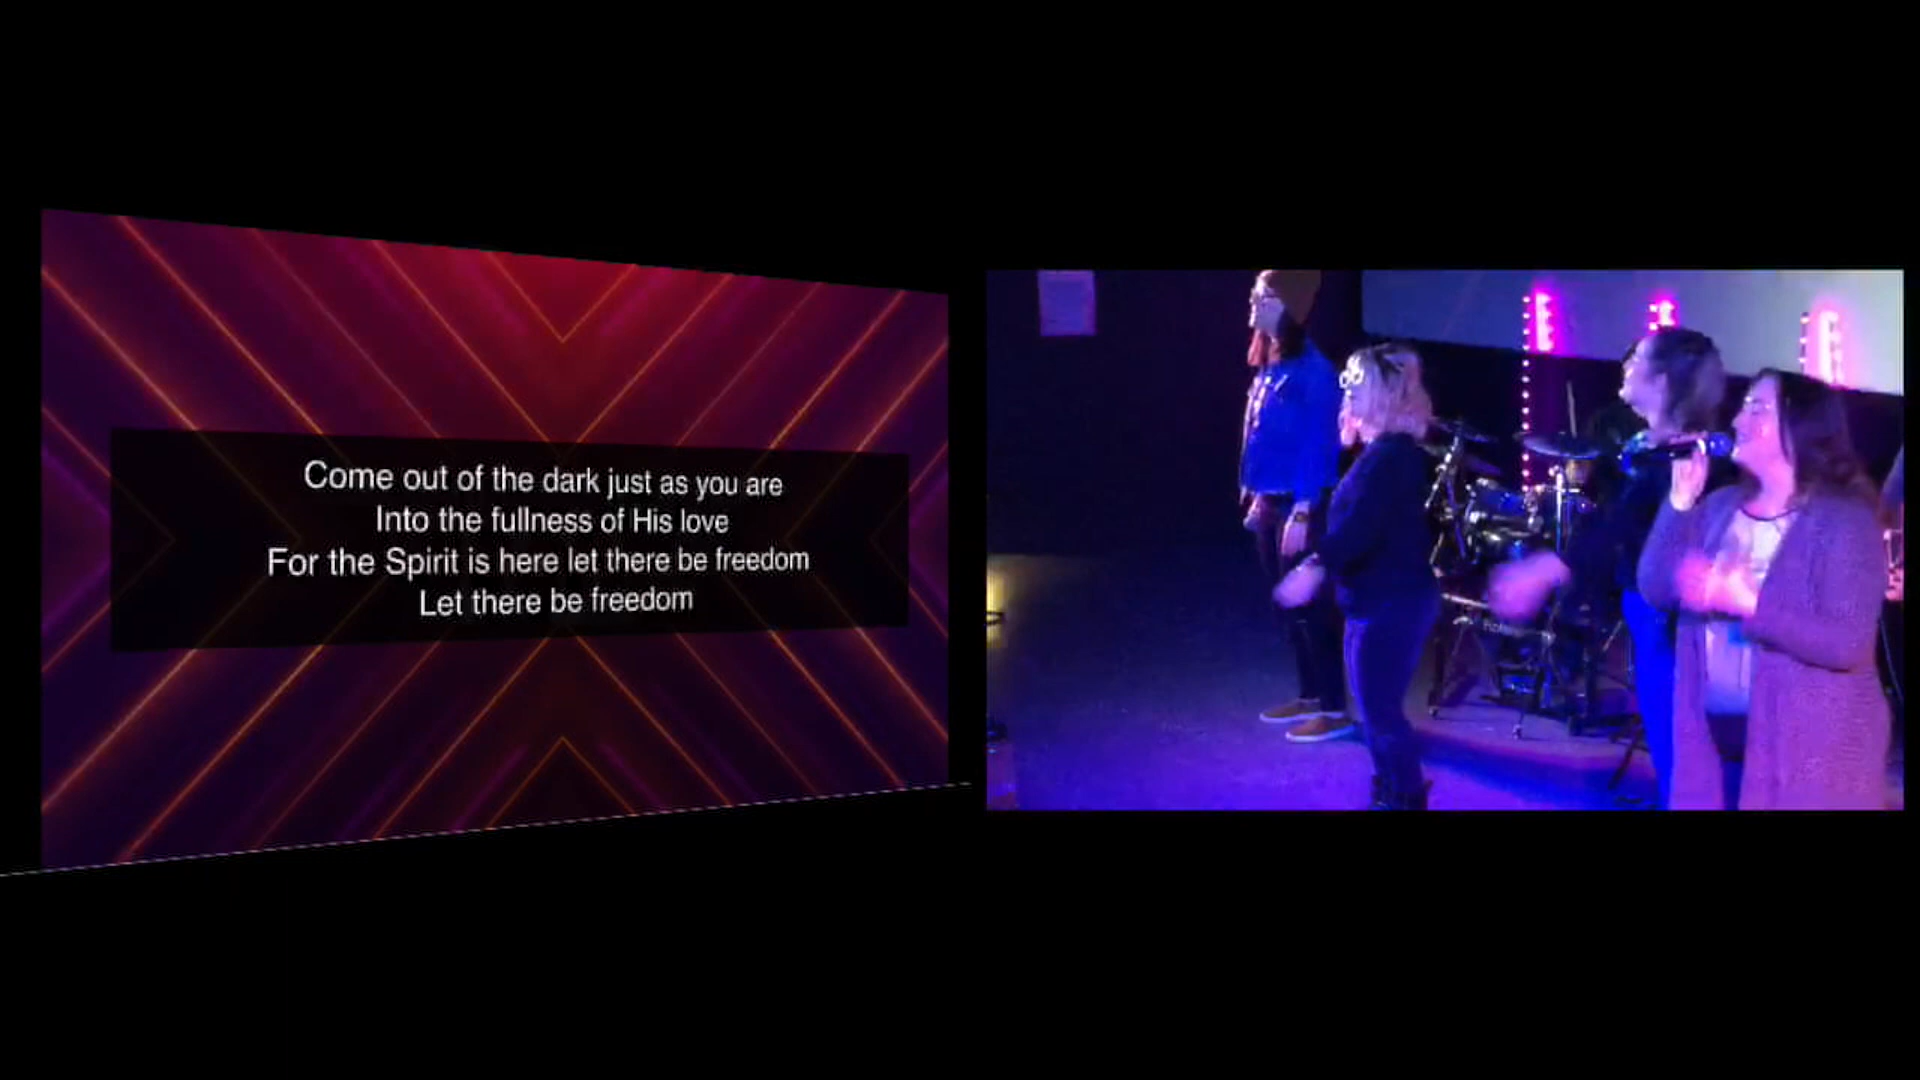 Come out of the dark just as you are
Into the fullness of His love
For the Spirit is here let there be freedom
Let there be freedom